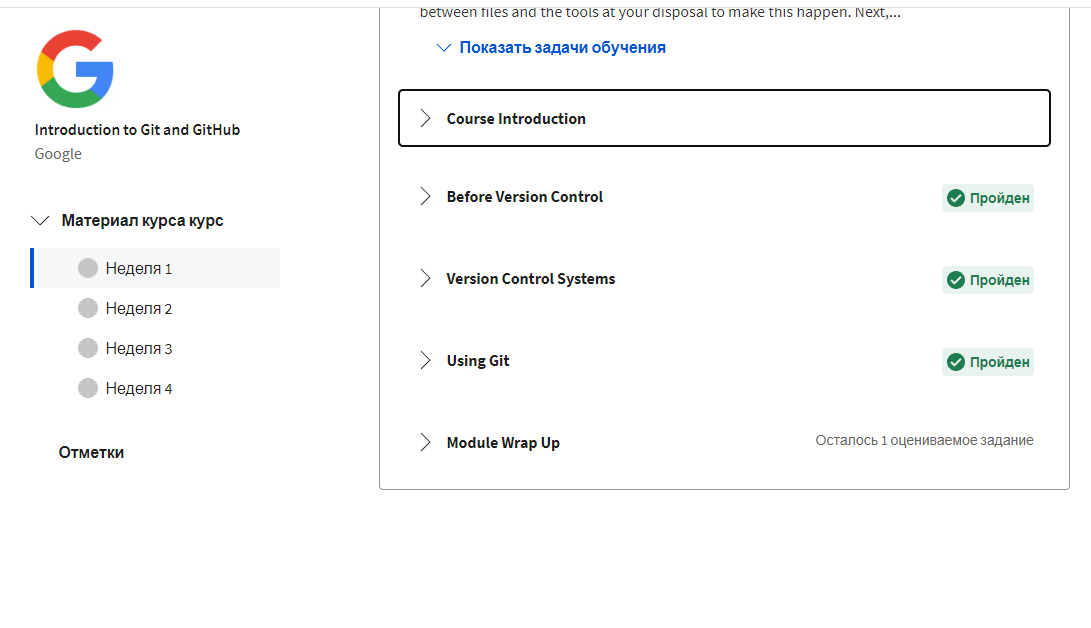 between files and the tools at your disposal to make this happen. Next,...
Показать задачи обучения
Introduction to Git and GitHub
Google
Материал курса курс
Неделя 1
Неделя 2
Неделя 3
Неделя 4
Отметки
Course Introduction
Before Version Control
Пройден
Version Control Systems
Пройден
Using Git
Пройден
Module Wrap Up
Осталось 1 оцениваемое задание